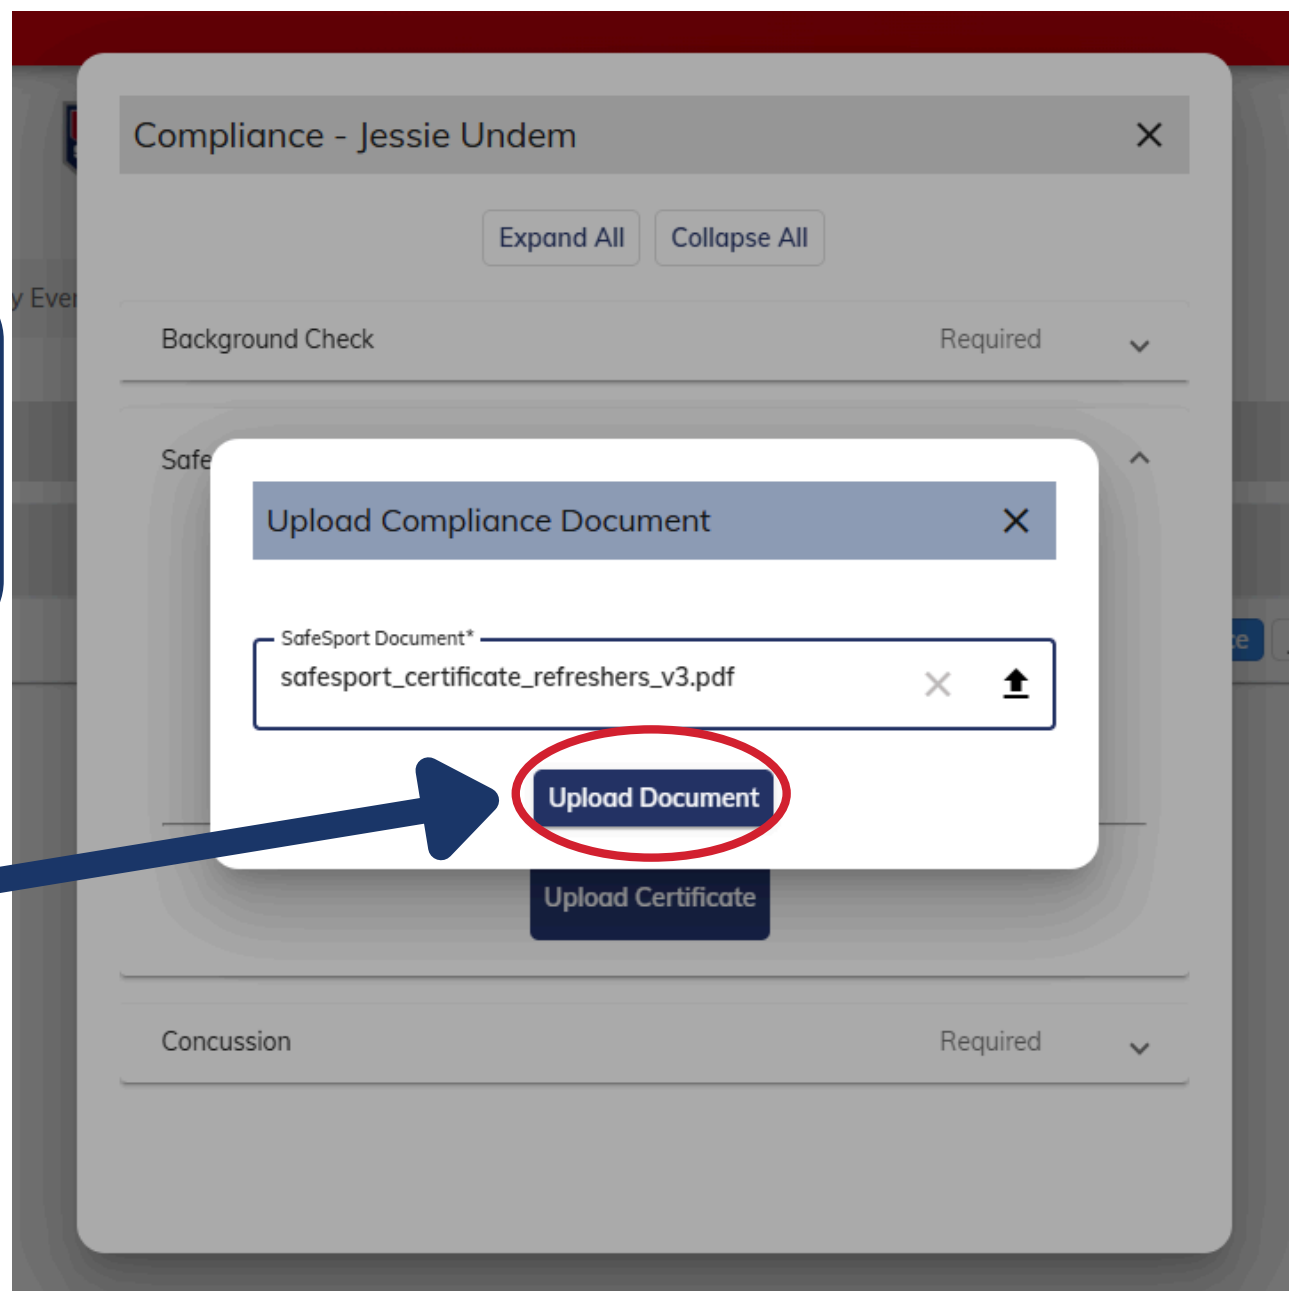 Compliance - Jessie Undem
Expand All
Collapse All
y Eve
Background Check
Required
Safe
Upload Compliance Document
SafeSport Document*
safesport_certificate_refreshers_v3.pdf
Upload Document
Upload Certificate
Concussion
Required